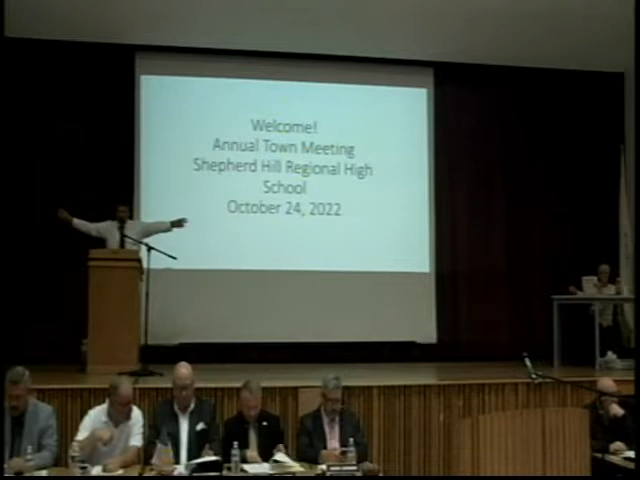 Welcome!
Annual Town Meeting
Shepherd Hill Regional High
School
October 24, 2022